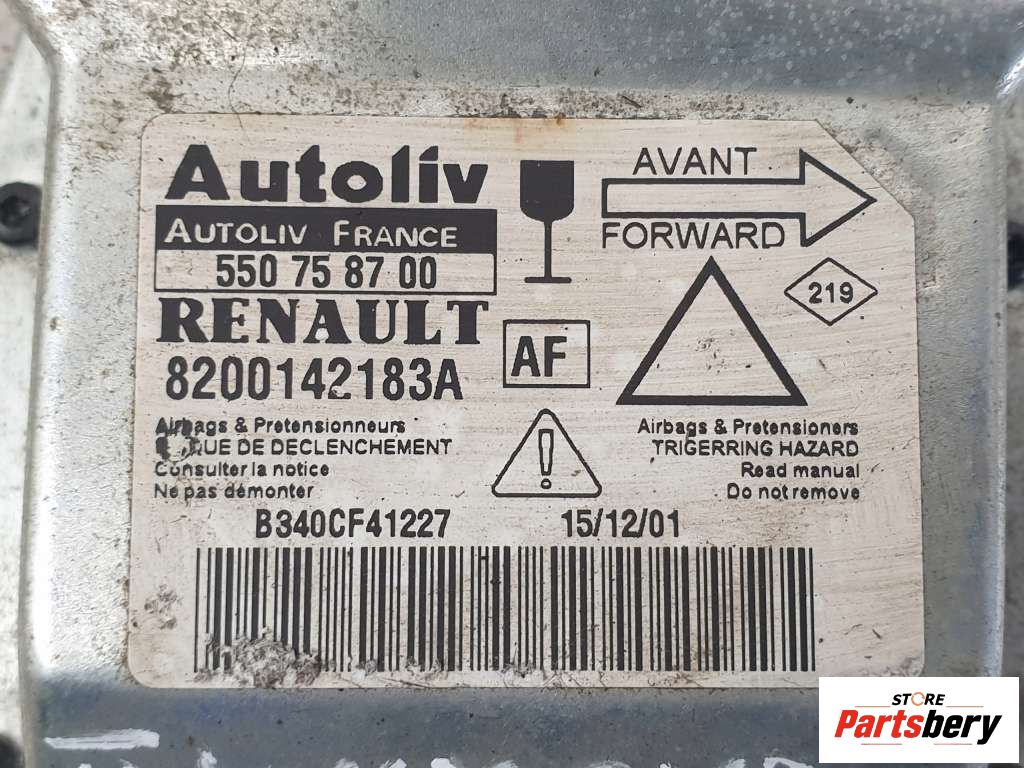 Autoliv
AUTOLIV FRANCE
550 75 87 00
RENAULT
8200142183A
AVANT
FORWARD
219
AF
Airbags & Pretensionneurs
QUE DE DECLENCHEMENT
Consulter la notice
Ne pas démonter
!
Airbags & Pretensioners
TRIGERRING HAZARD
Read manual
Do not remove
B340CF41227 15/12/01
STORE
Partsbery